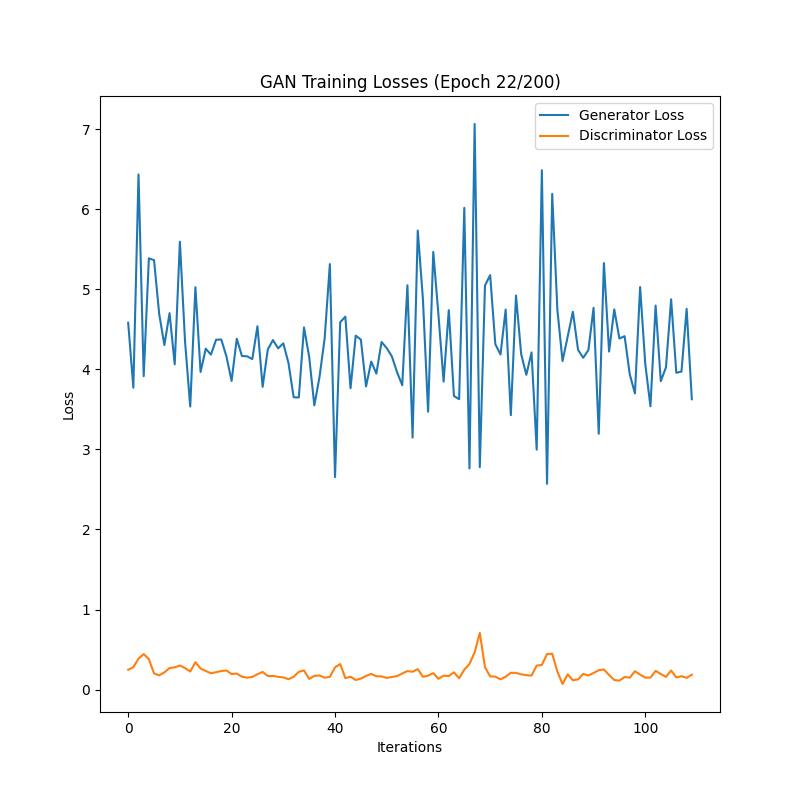 GAN Training Losses (Epoch 22/200)
Generator Loss
Discriminator Loss
7
6
5
4
3
2
1
0
Loss
0 20 40 60 80 100
Iterations